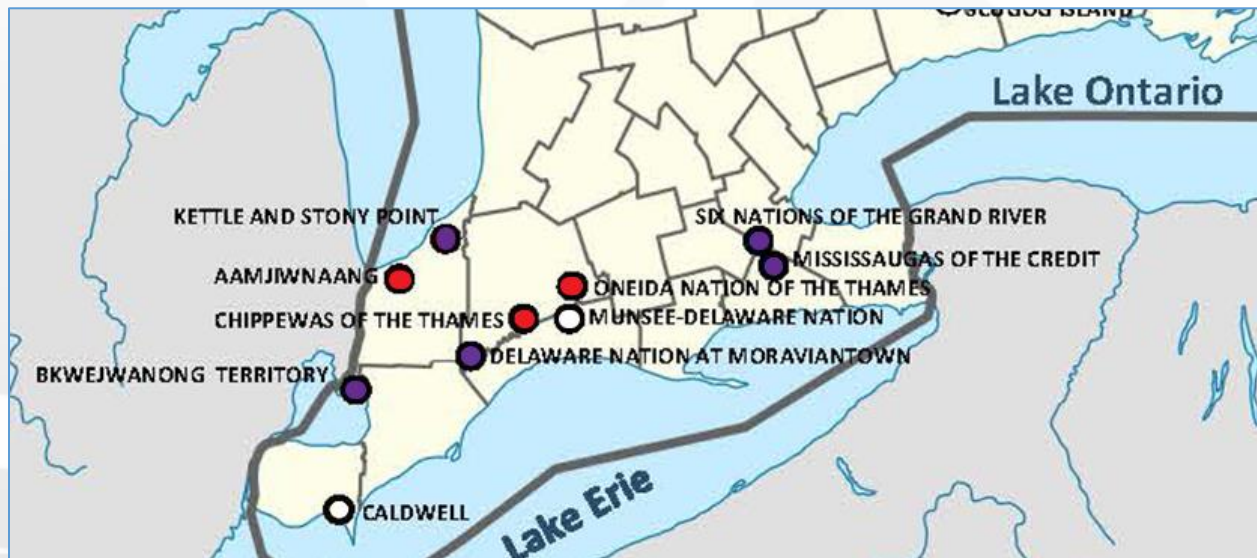 ISLAND
Lake Ontario
KETTLE AND STONY POINT
SIX NATIONS OF THE GRAND RIVER
MISSISSAUGAS OF THE CREDIT
AAMJIWNAANG
ONEIDA NATION OF THE THAMES
CHIPPEWAS OF THE THAMES
MUNSEE-DELAWARE NATION
DELAWARE NATION AT MORAVIANTOWN
BKWEJWANONG TERRITORY
CALDWELL
Lake Erie